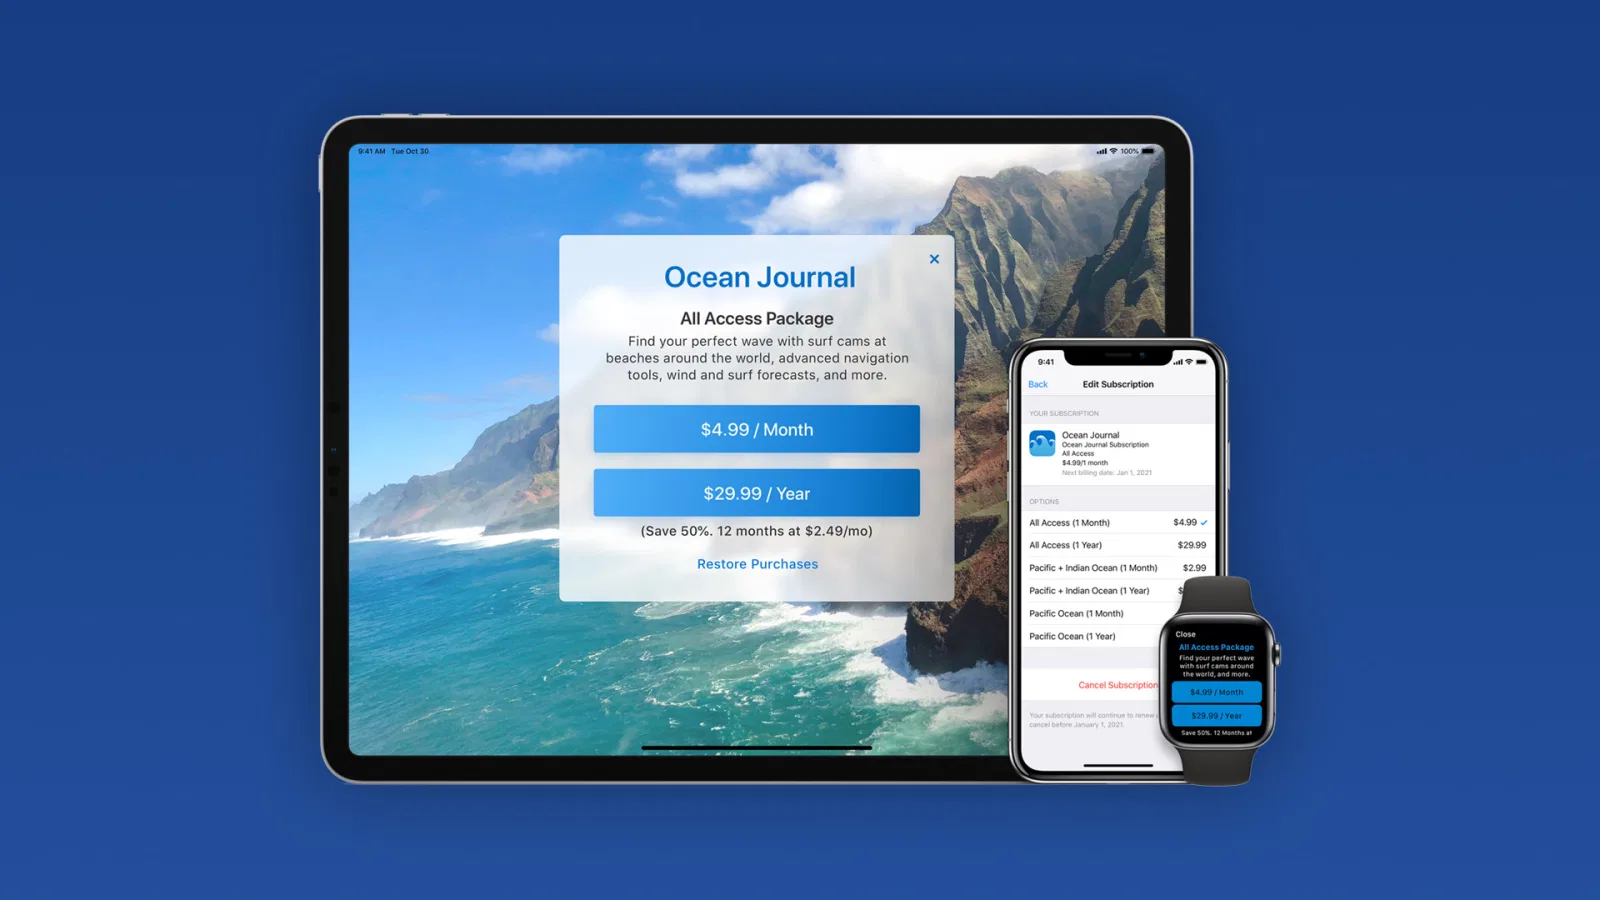 9:41 AM Tue Oct 30
100%
Ocean Journal
All Access Package
Find your perfect wave with surf cams at
beaches around the world, advanced navigation
tools, wind and surf forecasts, and more.
$4.99 / Month
$29.99 / Year
(Save 50%. 12 months at $2.49/mo)
Restore Purchases
9:41
Back Edit Subscription
YOUR SUBSCRIPTION
Ocean Journal
Ocean Journal Subscription
All Access
$4.99/1 month
Next billing date: Jan 1, 2021
OPTIONS
All Access (1 Month) $4.99
All Access (1 Year) $29.99
Pacific + Indian Ocean (1 Month) $2.99
Pacific + Indian Ocean (1 Year) $
Pacific Ocean (1 Month)
Pacific Ocean (1 Year)
Cancel Subscription
Your subscription will continue to renew
cancel before January 1, 2021.
Close
All Access Package
Find your perfect wave
with surf cams around
the world, and more.
$4.99 / Month
$29.99 / Year
Save 50%. 12 Months at